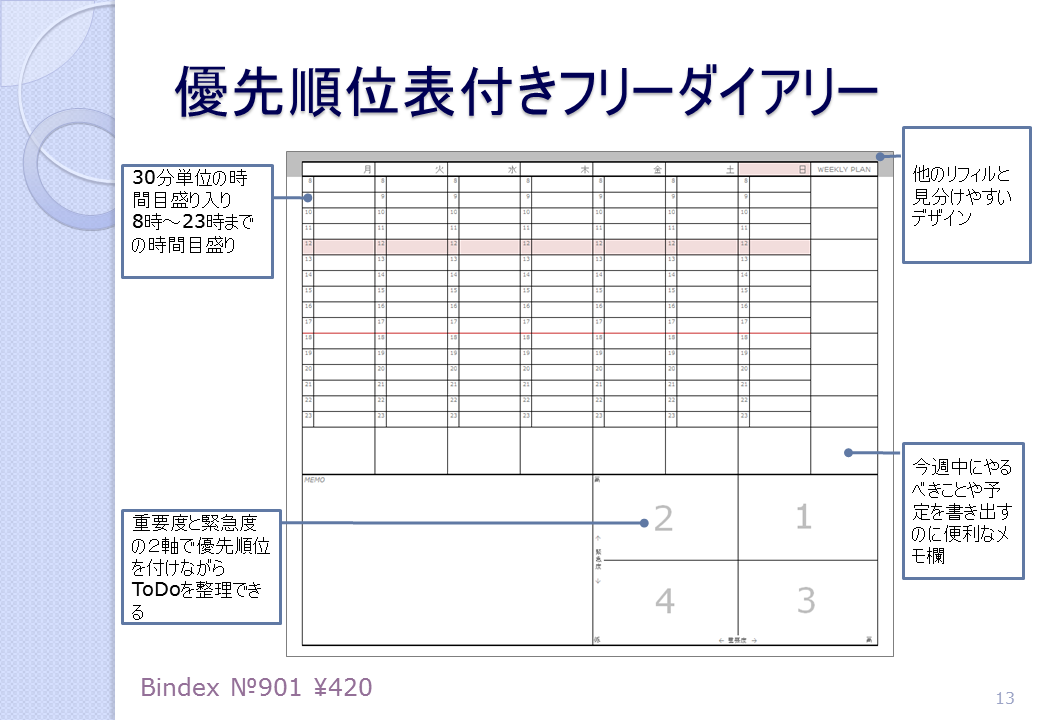 優先順位表付きフリーダイアリー
30分単位の時
間目盛り入り
8時～23時まで
の時間目盛り
他のリフィルと
見分けやすい
デザイン
月 火 水 木 金 土 日 WEEKLY PLAN
8 8 8 8 8 8 8
9 9 9 9 9 9 9
10 10 10 10 10 10 10
11 11 11 11 11 11 11
12 12 12 12 12 12 12
13 13 13 13 13 13 13
14 14 14 14 14 14 14
15 15 15 15 15 15 15
16 16 16 16 16 16 16
17 17 17 17 17 17 17
18 18 18 18 18 18 18
19 19 19 19 19 19 19
20 20 20 20 20 20 20
21 21 21 21 21 21 21
22 22 22 22 22 22 22
23 23 23 23 23 23 23
今週中にやる
べきことや予
定を書き出す
のに便利なメ
モ欄
重要度と緊急度
の２軸で優先順位
を付けながら
ToDoを整理でき
る
MEMO
高
2 1
↑
緊
急
度
↓
4 3
低 ← 重要度 → 高
Bindex №901 ¥420
13